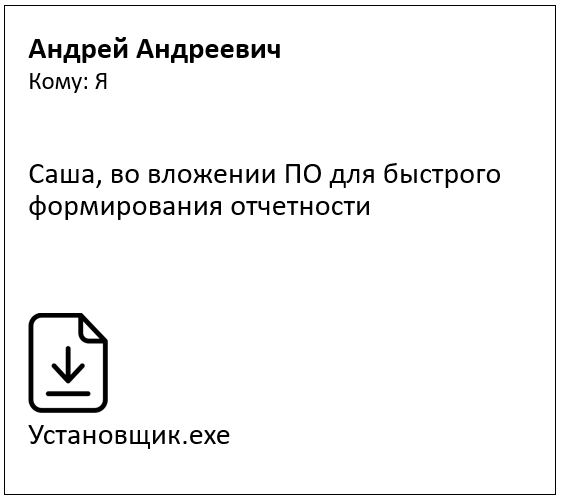 Андрей Андреевич
Кому: Я
Саша, во вложении ПО для быстрого
формирования отчетности
Установщик.exe